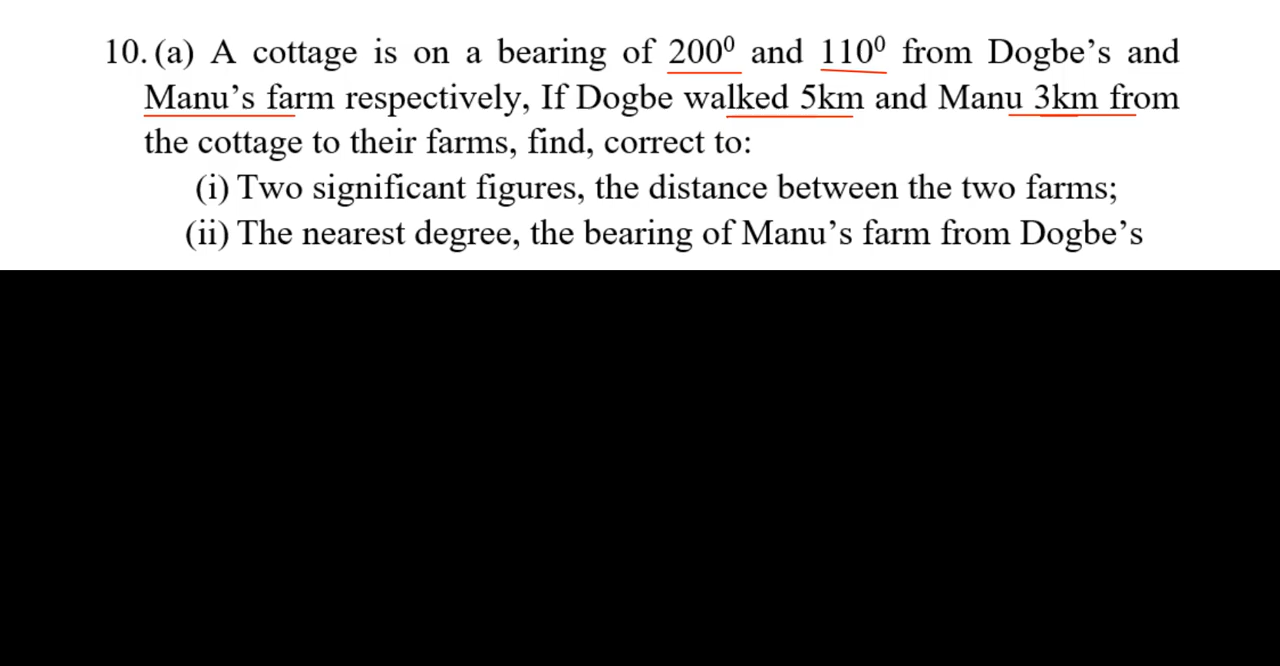 10. (a) A cottage is on a bearing of 200⁰ and 110⁰ from Dogbe’s and
Manu’s farm respectively, If Dogbe walked 5km and Manu 3km from
the cottage to their farms, find, correct to:
(i) Two significant figures, the distance between the two farms;
(ii) The nearest degree, the bearing of Manu’s farm from Dogbe’s